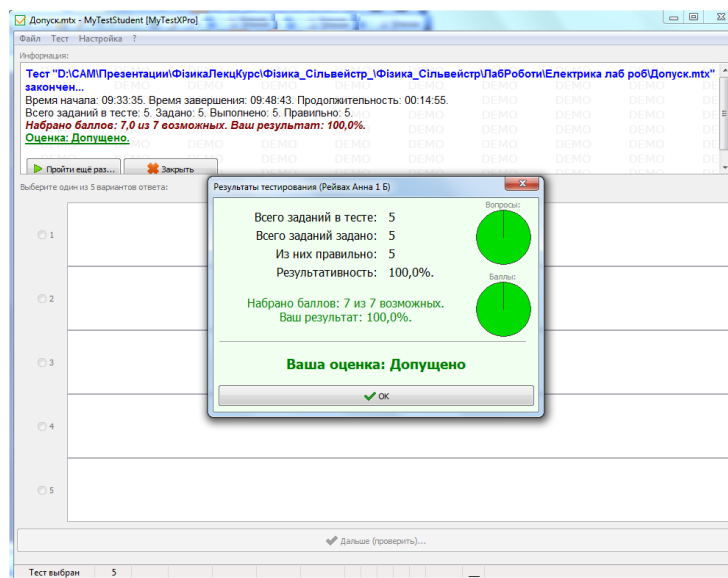 Допуск.mtx - MyTestStudent [MyTestXPro]
Файл Тест Настройка ?
Информация:
Тест "D:\САМ\Презентации\ФізикаЛекцКурс\Фізика_Сільвейстр_\Фізика_Сільвейстр\ЛабРоботи\Електрика лаб роб\Допуск.mtx"
закончен...
Время начала: 09:33:35. Время завершения: 09:48:43. Продолжительность: 00:14:55.
Всего заданий в тесте: 5. Задано: 5. Выполнено: 5. Правильно: 5.
Набрано баллов: 7,0 из 7 возможных. Ваш результат: 100,0%.
Оценка: Допущено.
Пройти ещё раз... Закрыть
Выберите один из 5 вариантов ответа:
Результаты тестирования (Рейвах Анна 1 Б)
Всего заданий в тесте: 5
Всего заданий задано: 5
Из них правильно: 5
Результативность: 100,0%.
Вопросы:
Баллы:
Набрано баллов: 7 из 7 возможных.
Ваш результат: 100,0%.
Ваша оценка: Допущено
OK
1
2
3
4
5
Дальше (проверить)...
Тест выбран 5